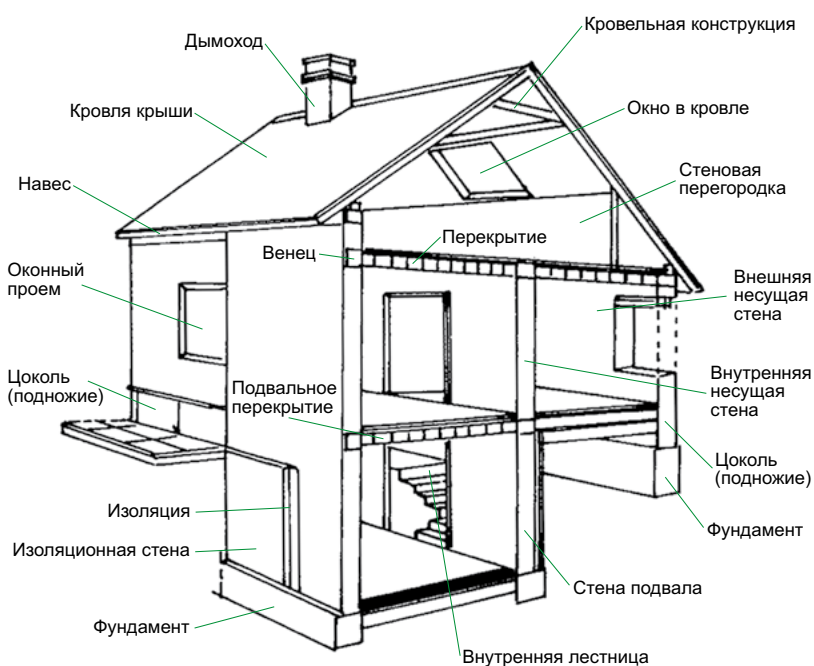 Кровельная конструкция
Дымоход
Кровля крыши
Окно в кровле
Стеновая
перегородка
Навес
Перекрытие
Венец
Оконный
проем
Внешняя
несущая
стена
Цоколь
(подножие)
Подвальное
перекрытие
Внутренняя
несущая
стена
Цоколь
(подножие)
Изоляция
Фундамент
Изоляционная стена
Стена подвала
Фундамент
Внутренняя лестница